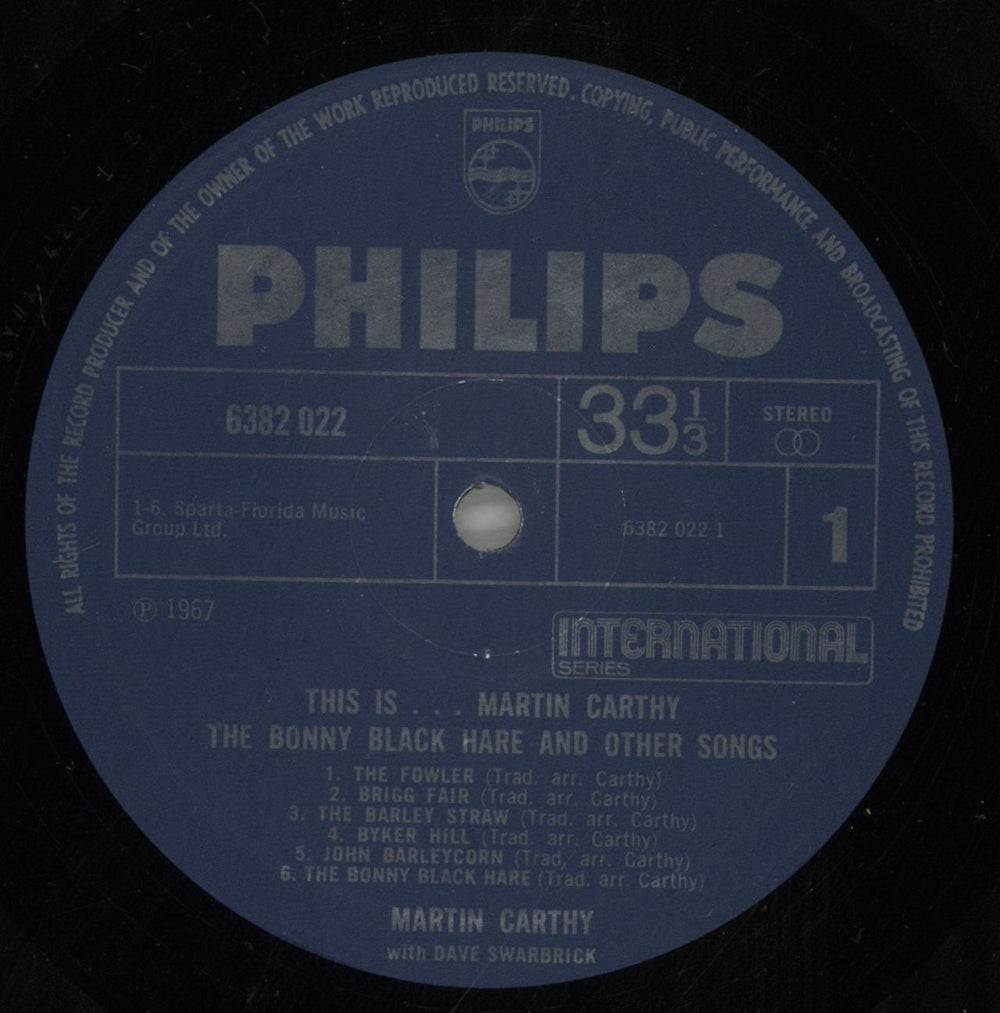 ALL RIGHTS OF THE RECORD PRODUCER AND OF THE OWNER OF THE WORK REPRODUCED RESERVED. COPYING, PUBLIC PERFORMANCE AND BROADCASTING OF THIS RECORD PROHIBITED
PHILIPS
PHILIPS
6382 022
33 1/3
STEREO
1-6. Sparta-Florida Music
Group Ltd.
6382 022 1
1
Ⓟ 1967
INTERNATIONAL
SERIES
THIS IS . . . MARTIN CARTHY
THE BONNY BLACK HARE AND OTHER SONGS
1. THE FOWLER (Trad. arr. Carthy)
2. BRIGG FAIR (Trad. arr. Carthy)
3. THE BARLEY STRAW (Trad. arr. Carthy)
4. BYKER HILL (Trad. arr. Carthy)
5. JOHN BARLEYCORN (Trad. arr. Carthy)
6. THE BONNY BLACK HARE (Trad. arr. Carthy)
MARTIN CARTHY
with DAVE SWARBRICK